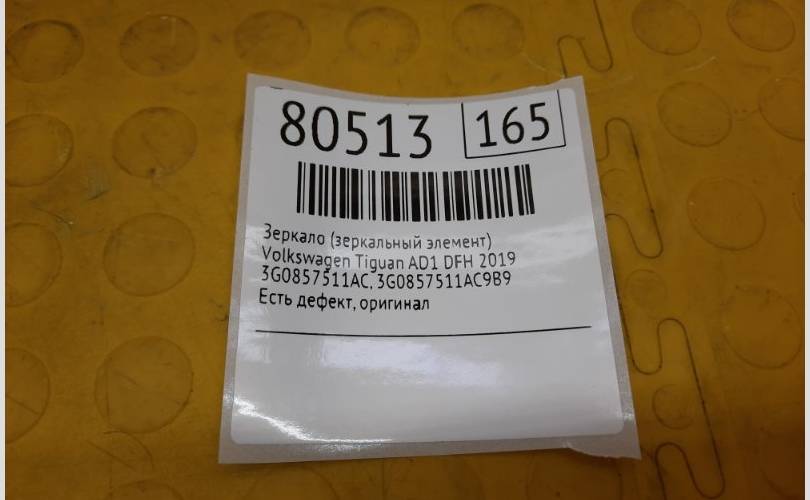 80513 165
Зеркало (зеркальный элемент)
Volkswagen Tiguan AD1 DFH 2019
3G0857511AC, 3G0857511AC9B9
Есть дефект, оригинал